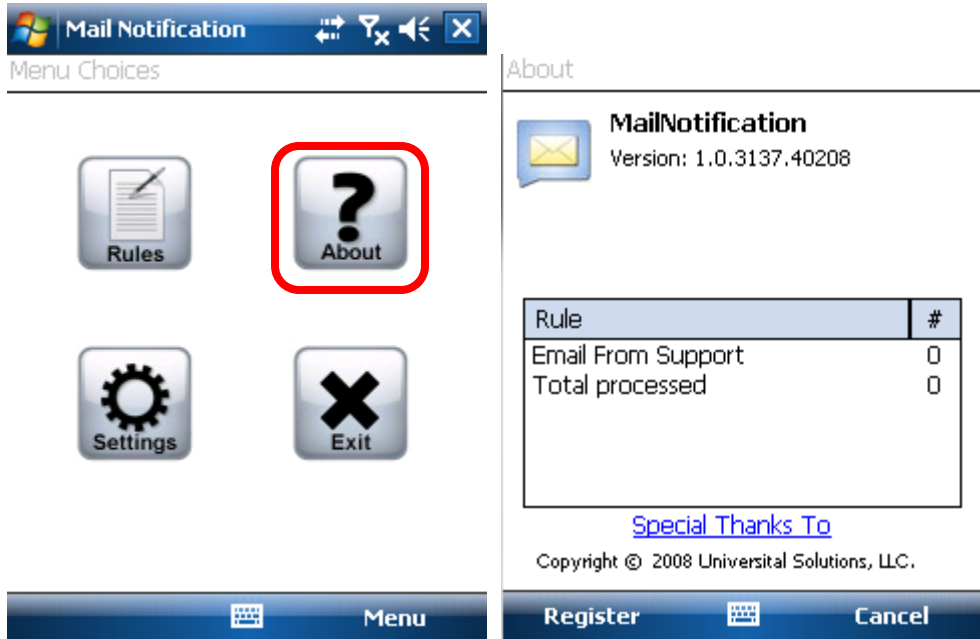 Mail Notification
Menu Choices
Rules
About
Settings
Exit
Menu
About
MailNotification
Version: 1.0.3137.40208
Rule #
Email From Support 0
Total processed 0
Special Thanks To
Copyright © 2008 Universital Solutions, LLC.
Register Cancel